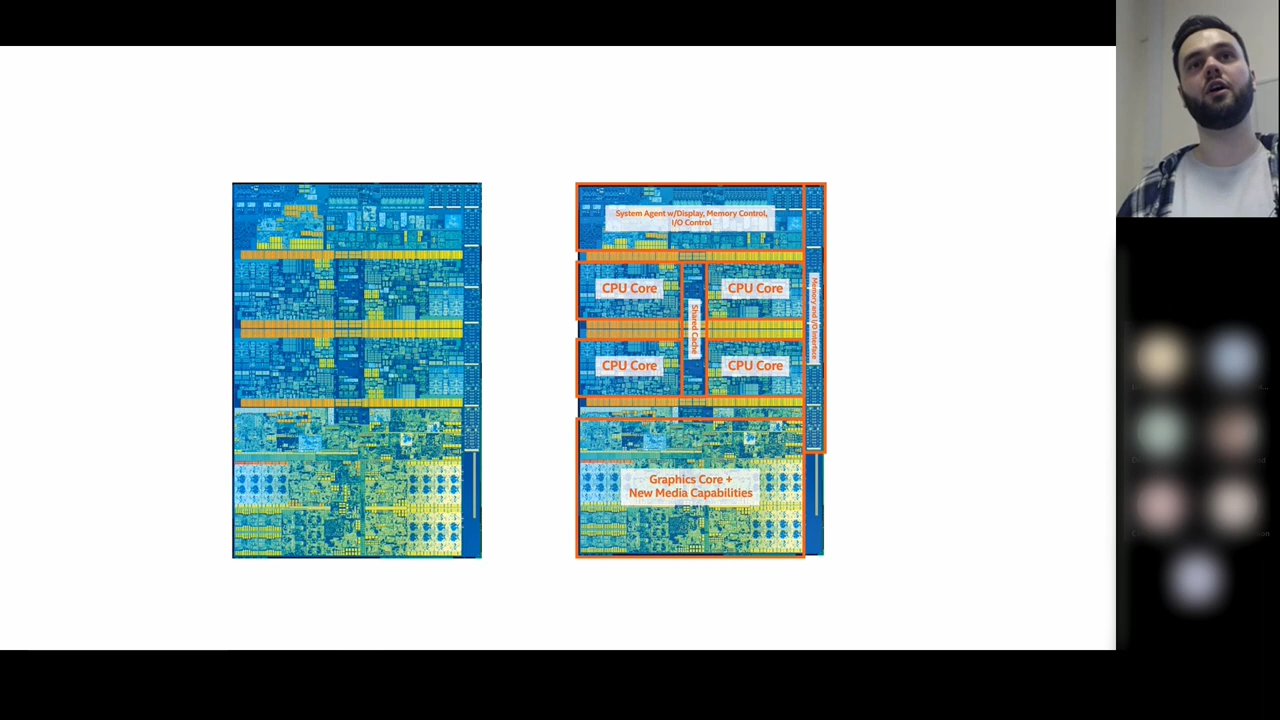 System Agent w/Display, Memory Control,
I/O Control
CPU Core
CPU Core
Shared Cache
Memory and I/O Interface
CPU Core
CPU Core
Graphics Core +
New Media Capabilities